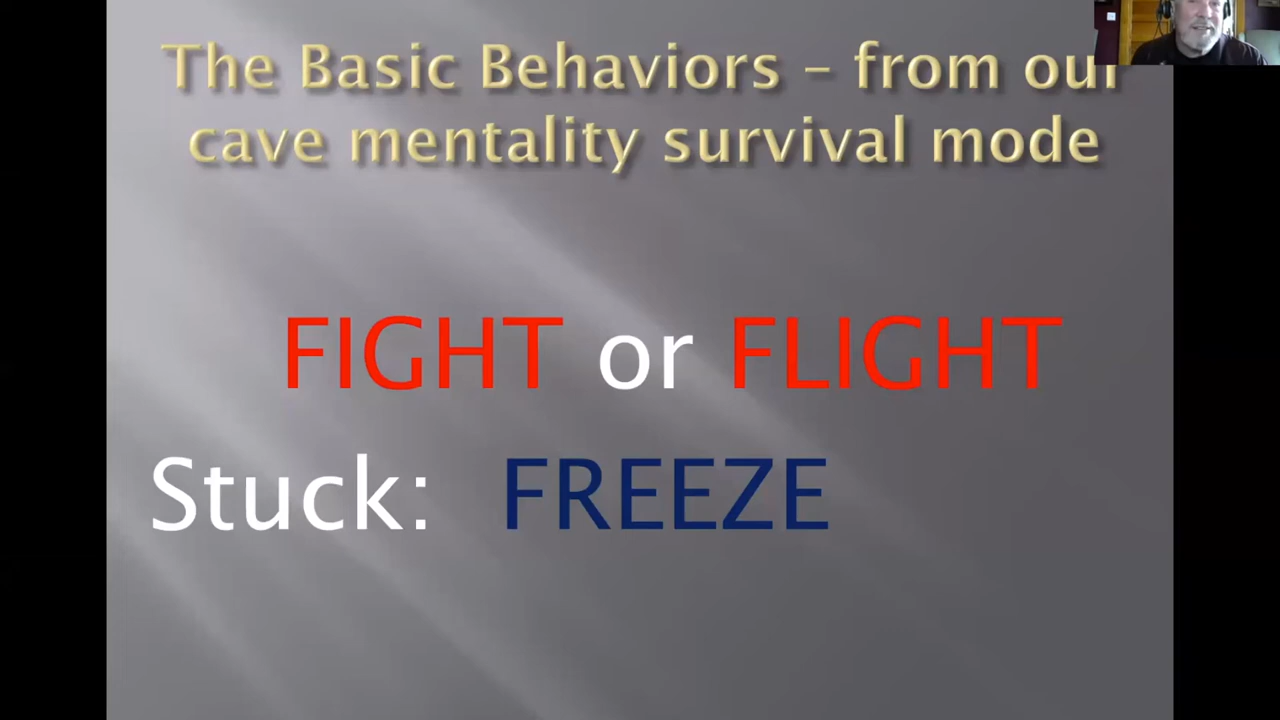 The Basic Behaviors – from our
cave mentality survival mode
FIGHT or FLIGHT
Stuck: FREEZE